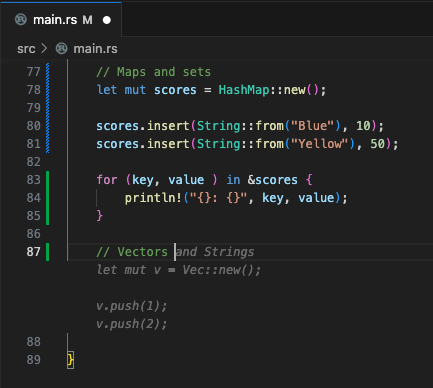 main.rs M
src > main.rs
77 // Maps and sets
78 let mut scores = HashMap::new();
79
80 scores.insert(String::from("Blue"), 10);
81 scores.insert(String::from("Yellow"), 50);
82
83 for (key, value ) in &scores {
84 println!("{}: {}", key, value);
85 }
86
87 // Vectors and Strings
let mut v = Vec::new();
v.push(1);
v.push(2);
88
89 }